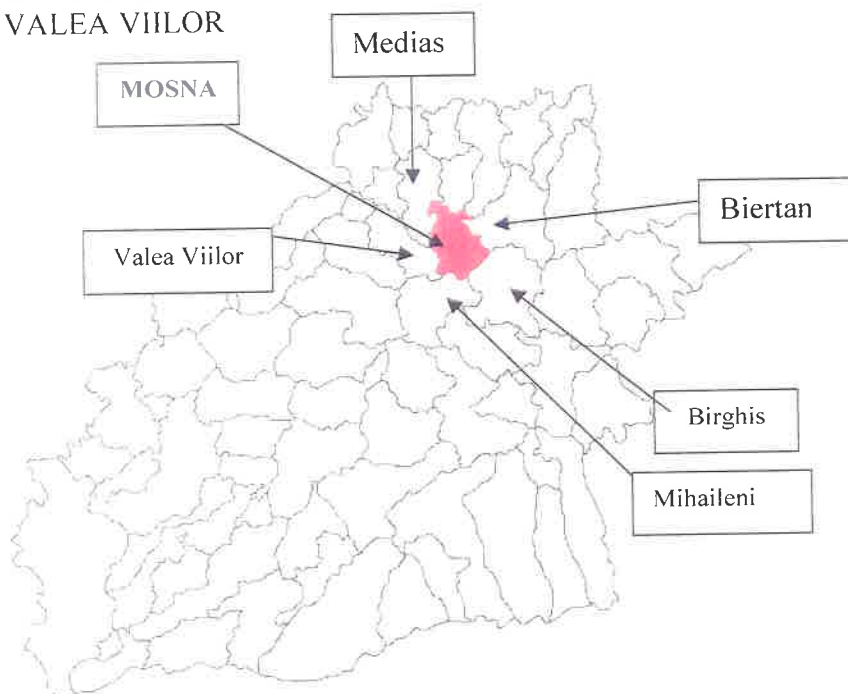 VALEA VIILOR
Medias
MOSNA
Biertan
Valea Viilor
Birghis
Mihaileni